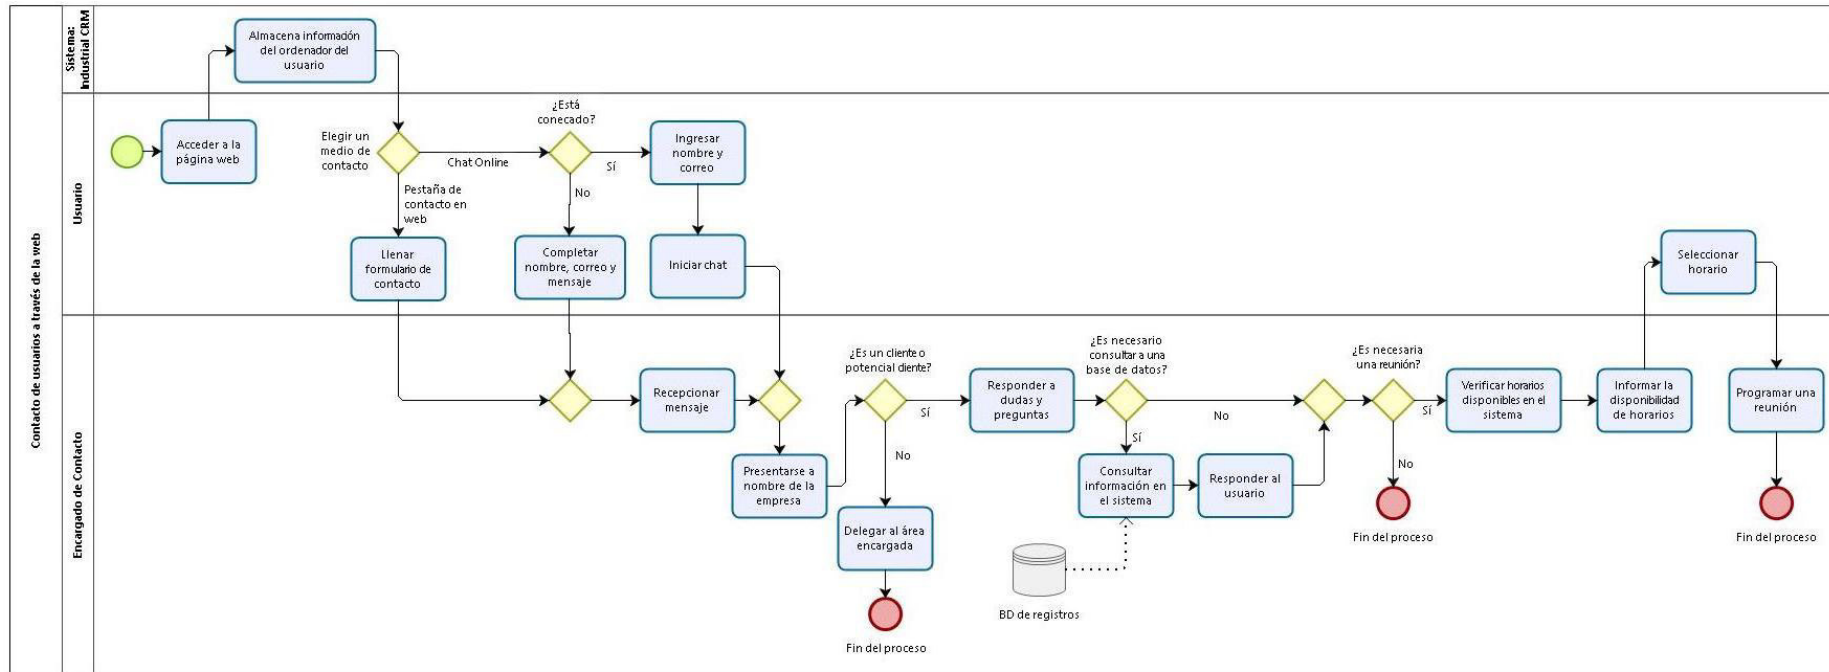 Contacto de usuarios a través de la web
Sistema:
Industrial CRM
Almacena información
del ordenador del
usuario
Usuario
Acceder a la
página web
Elegir un
medio de
contacto
Chat Online
¿Está
conecado?
Sí
No
Ingresar
nombre y
correo
Pestaña de
contacto en
web
Llenar
formulario de
contacto
Completar
nombre, correo y
mensaje
Iniciar chat
Seleccionar
horario
Encargado de Contacto
Recepcionar
mensaje
Presentarse a
nombre de la
empresa
¿Es un cliente o
potencial cliente?
Sí
No
Delegar al área
encargada
Fin del proceso
Responder a
dudas y
preguntas
¿Es necesario
consultar a una
base de datos?
No
Sí
Consultar
información en
el sistema
Responder al
usuario
BD de registros
¿Es necesaria
una reunión?
Sí
No
Fin del proceso
Verificar horarios
disponibles en el
sistema
Informar la
disponibilidad
de horarios
Programar una
reunión
Fin del proceso